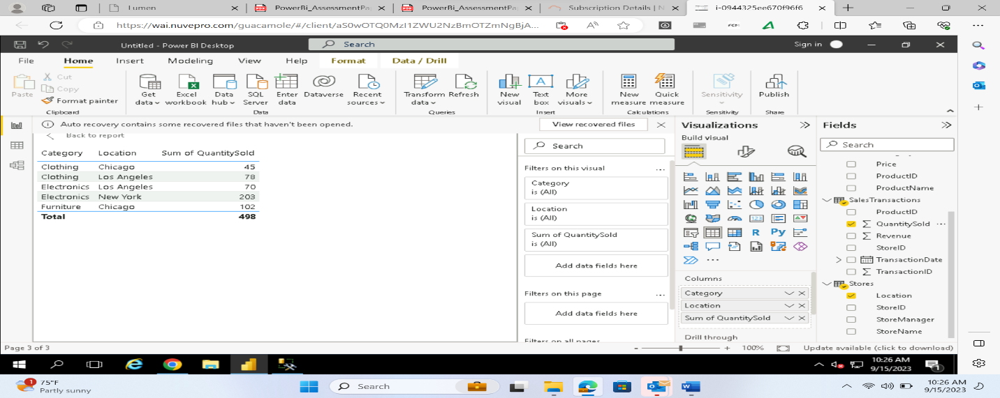 Lumen
PowerBi_AssessmentPa
PowerBi_AssessmentPa
Subscription Details | N
i-0944325ee670f96f6
https://wai.nuvepro.com/guacamole/#/client/aS0wOTQ0MzI1ZWU2NzBmOTZmNgBjA...
Untitled - Power BI Desktop
Search
Sign in
File Home Insert Modeling View Help Format Data / Drill
Paste
Cut
Copy
Format painter
Clipboard
Get data
Excel workbook
Data hub
SQL Server
Enter data
Dataverse
Recent sources
Data
Transform data
Refresh
Queries
New visual
Text box
More visuals
Insert
New measure
Quick measure
Calculations
Sensitivity
Sensitivity
Publish
Share
Auto recovery contains some recovered files that haven't been opened.
View recovered files
Back to report
Category Location Sum of QuantitySold
Clothing Chicago 45
Clothing Los Angeles 78
Electronics Los Angeles 70
Electronics New York 203
Furniture Chicago 102
Total 498
Search
Filters on this visual ...
Category
is (All)
Location
is (All)
Sum of QuantitySold
is (All)
Add data fields here
Filters on this page ...
Add data fields here
Filters on all pages
Visualizations
Build visual
R Py
123
...
Columns
Category
Location
Sum of QuantitySold
Drill through
Fields
Search
Price
ProductID
ProductName
SalesTransactions
ProductID
QuantitySold ...
Revenue
StoreID
TransactionDate
TransactionID
Stores
Location
StoreID
StoreManager
StoreName
Page 3 of 3
- + 100%
Update available (click to download)
10:26 AM
9/15/2023
1
1
75°F
Partly sunny
Search
10:26 AM
9/15/2023